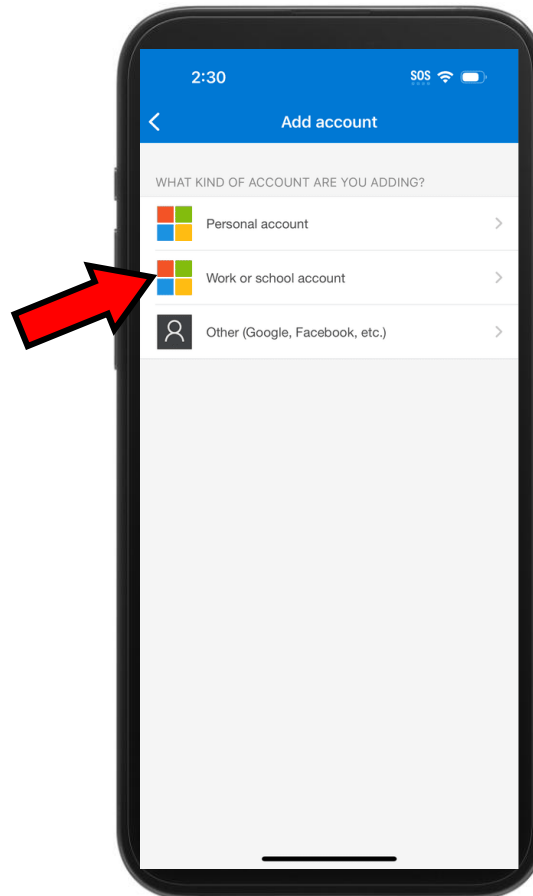 2:30 SOS
Add account
WHAT KIND OF ACCOUNT ARE YOU ADDING?
Personal account
Work or school account
Other (Google, Facebook, etc.)